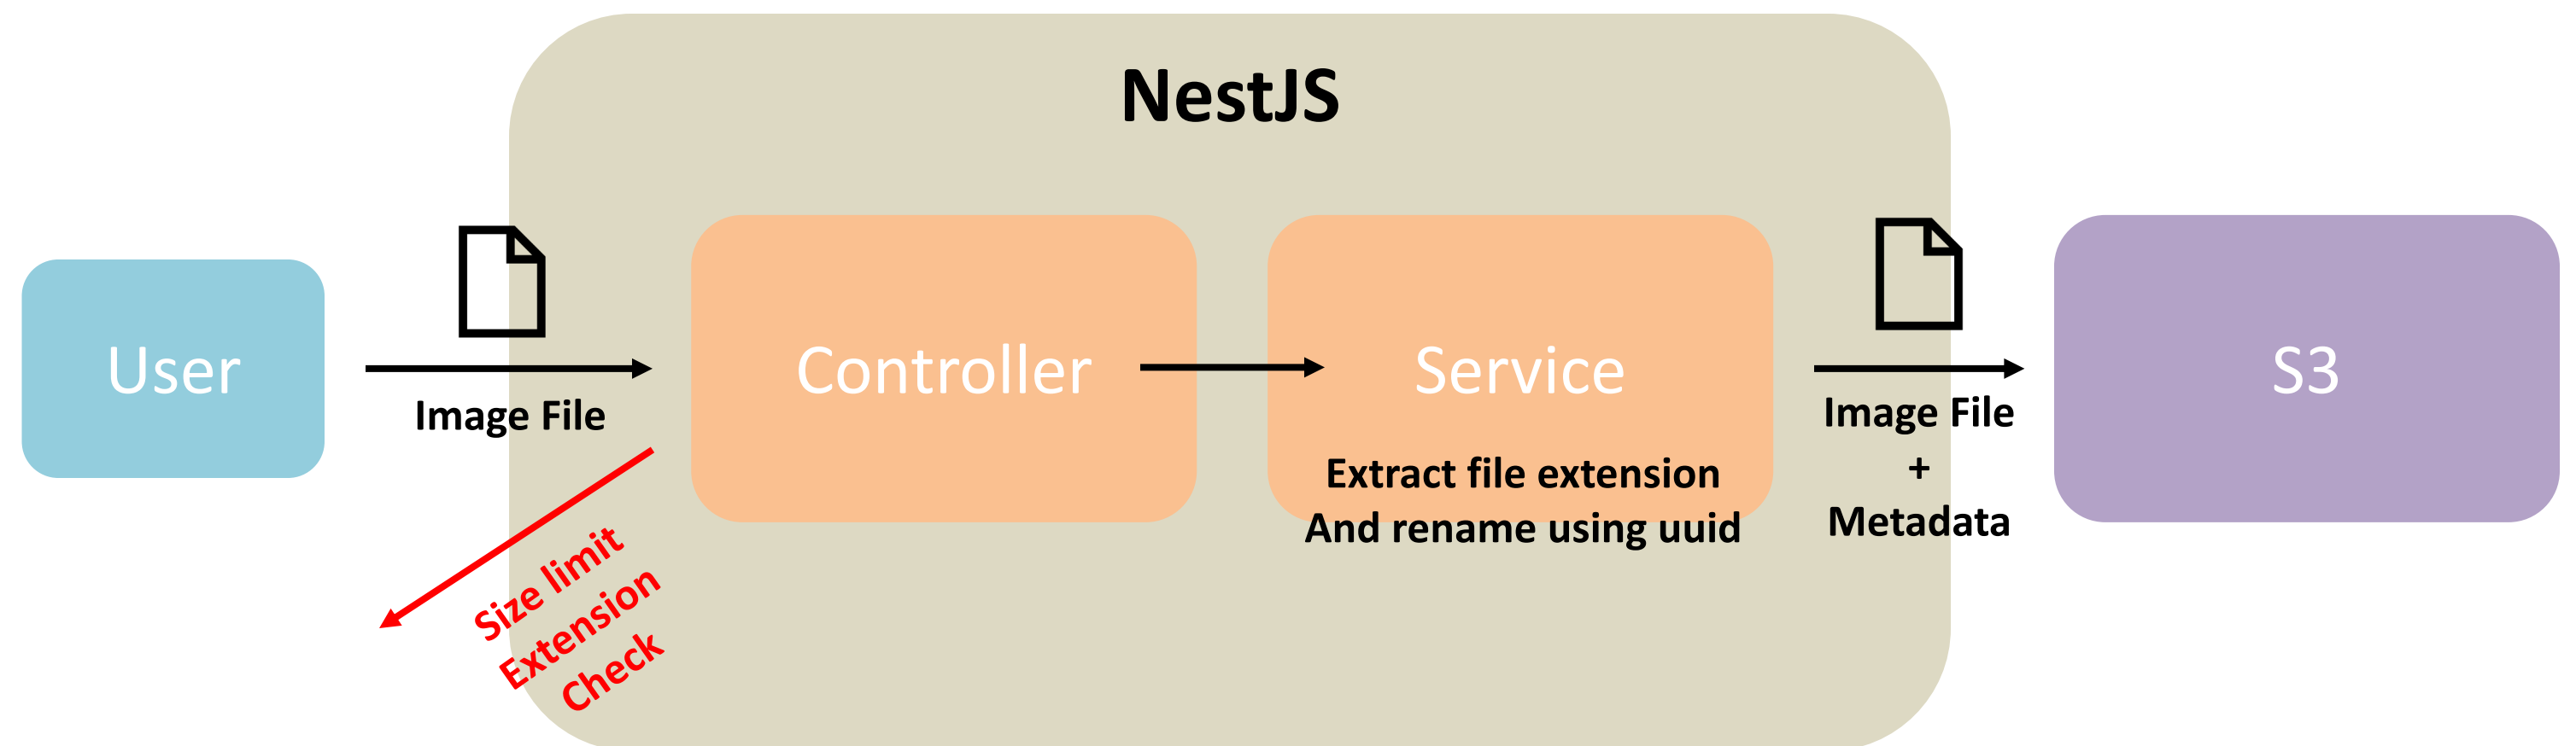 NestJS
User
Image File
Size limit
Extension
Check
Controller
Service
Extract file extension
And rename using uuid
Image File
+
Metadata
S3